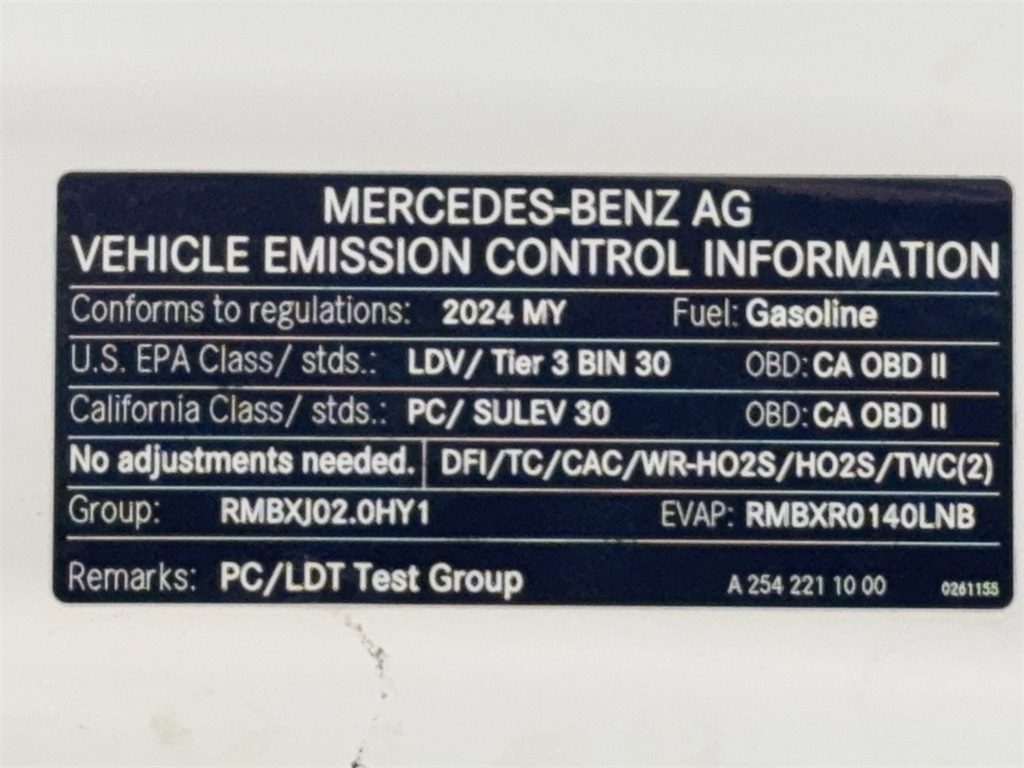 MERCEDES-BENZ AG
VEHICLE EMISSION CONTROL INFORMATION
Conforms to regulations: 2024 MY Fuel: Gasoline
U.S. EPA Class/ stds.: LDV/ Tier 3 BIN 30 OBD: CA OBD II
California Class/ stds.: PC/ SULEV 30 OBD: CA OBD II
No adjustments needed. DFI/TC/CAC/WR-HO2S/HO2S/TWC(2)
Group: RMBXJ02.0HY1 EVAP: RMBXR0140LNB
Remarks: PC/LDT Test Group A 254 221 10 00 0261155